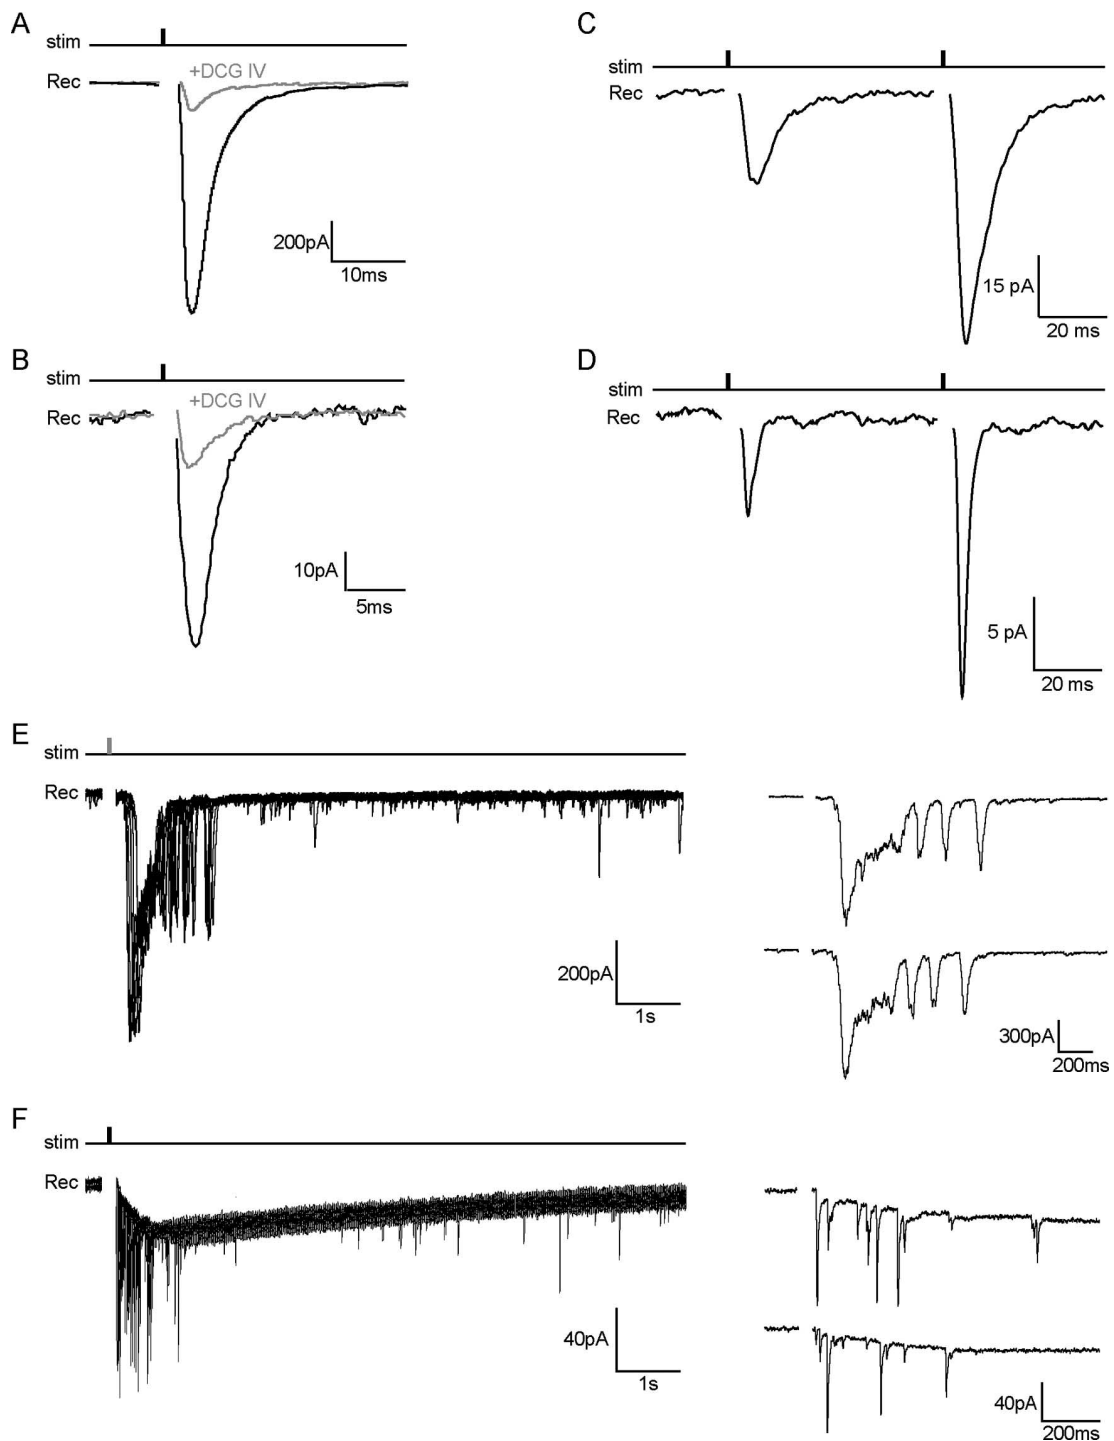 A
stim
+DCG IV
Rec
200pA
10ms
B
stim
+DCG IV
Rec
10pA
5ms
C
stim
Rec
15 pA
20 ms
D
stim
Rec
5 pA
20 ms
E
stim
Rec
200pA
1s
300pA
200ms
F
stim
Rec
40pA
1s
40pA
200ms